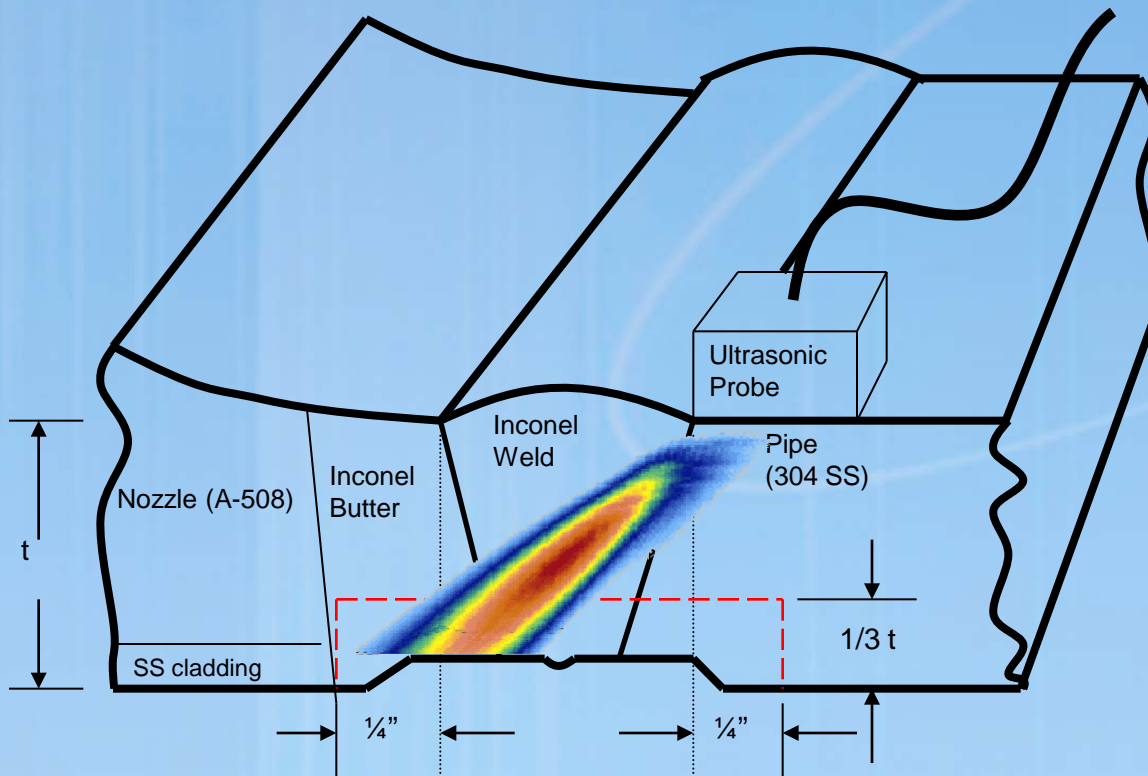 Ultrasonic
Probe
Inconel
Weld
Pipe
(304 SS)
Inconel
Butter
Nozzle (A-508)
t
1/3 t
SS cladding
¼”
¼”